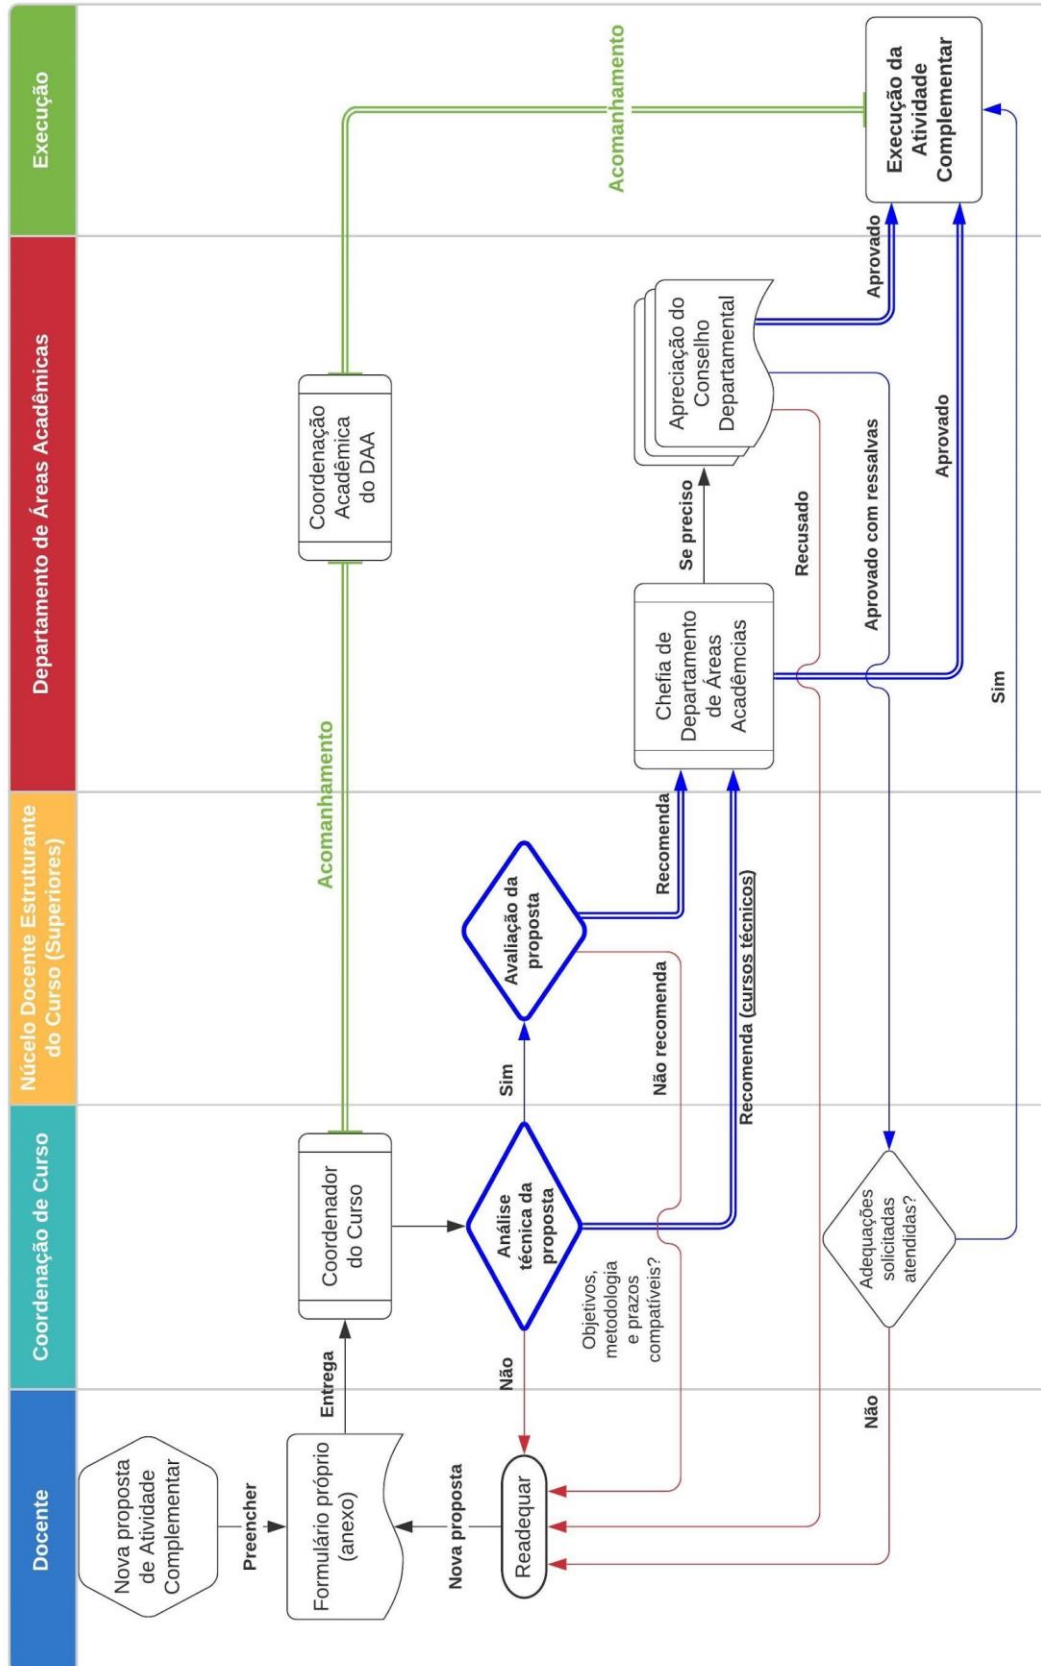 Docente
Coordenação de Curso
Núcelo Docente Estruturante
do Curso (Superiores)
Departamento de Áreas Acadêmicas
Execução
Nova proposta
de Atividade
Complementar
Preencher
Formulário próprio
(anexo)
Entrega
Nova proposta
Readequar
Coordenador
do Curso
Análise
técnica da
proposta
Não
Sim
Objetivos,
metodologia
e prazos
compatíveis?
Avaliação da
proposta
Recomenda
Não recomenda
Recomenda (cursos técnicos)
Acomanhamento
Coordenação
Acadêmica
do DAA
Acomanhamento
Chefia de
Departamento
de Áreas
Acadêmcias
Se preciso
Apreciação do
Conselho
Departamental
Recusado
Aprovado com ressalvas
Aprovado
Aprovado
Adequações
solicitadas
atendidas?
Não
Sim
Execução da
Atividade
Complementar